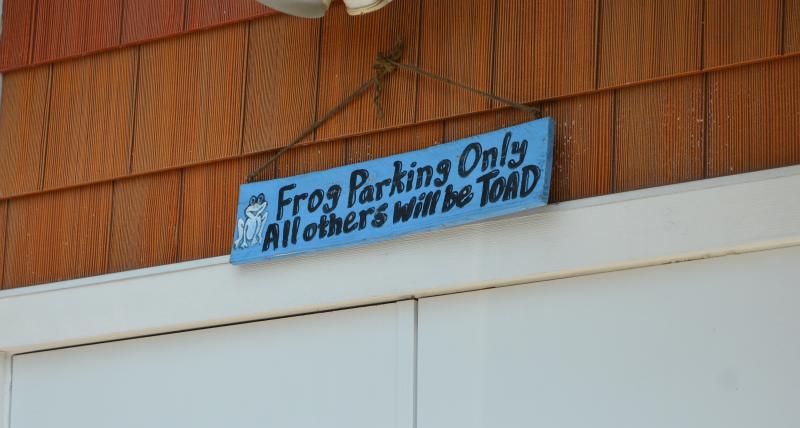 Frog Parking Only
All others will be TOAD